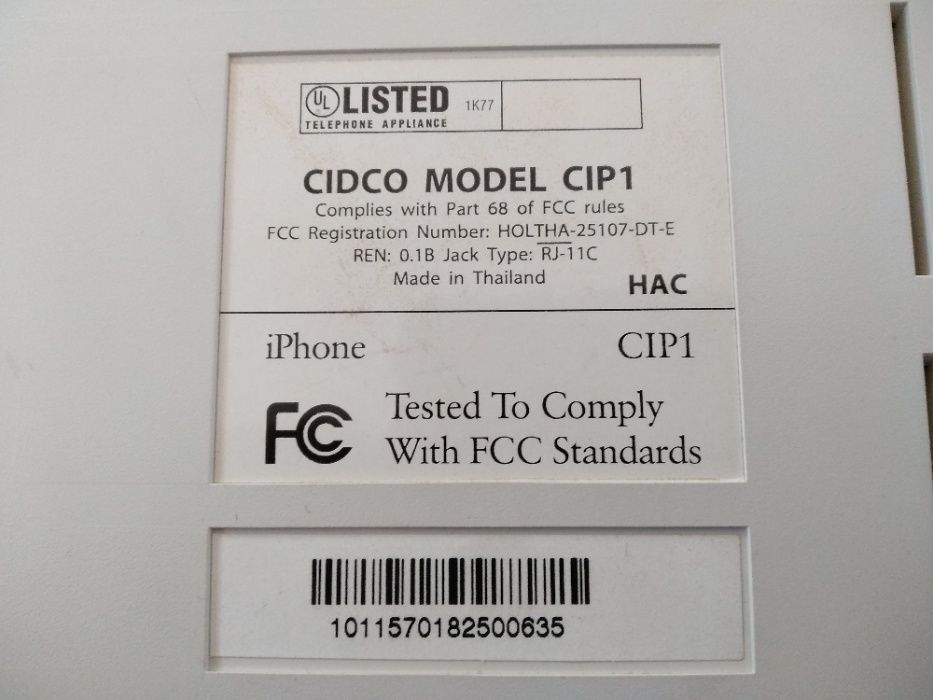 UL LISTED 1K77
TELEPHONE APPLIANCE
CIDCO MODEL CIP1
Complies with Part 68 of FCC rules
FCC Registration Number: HOLTHA-25107-DT-E
REN: 0.1B Jack Type: RJ-11C
Made in Thailand
HAC
iPhone CIP1
FC Tested To Comply
With FCC Standards
1011570182500635